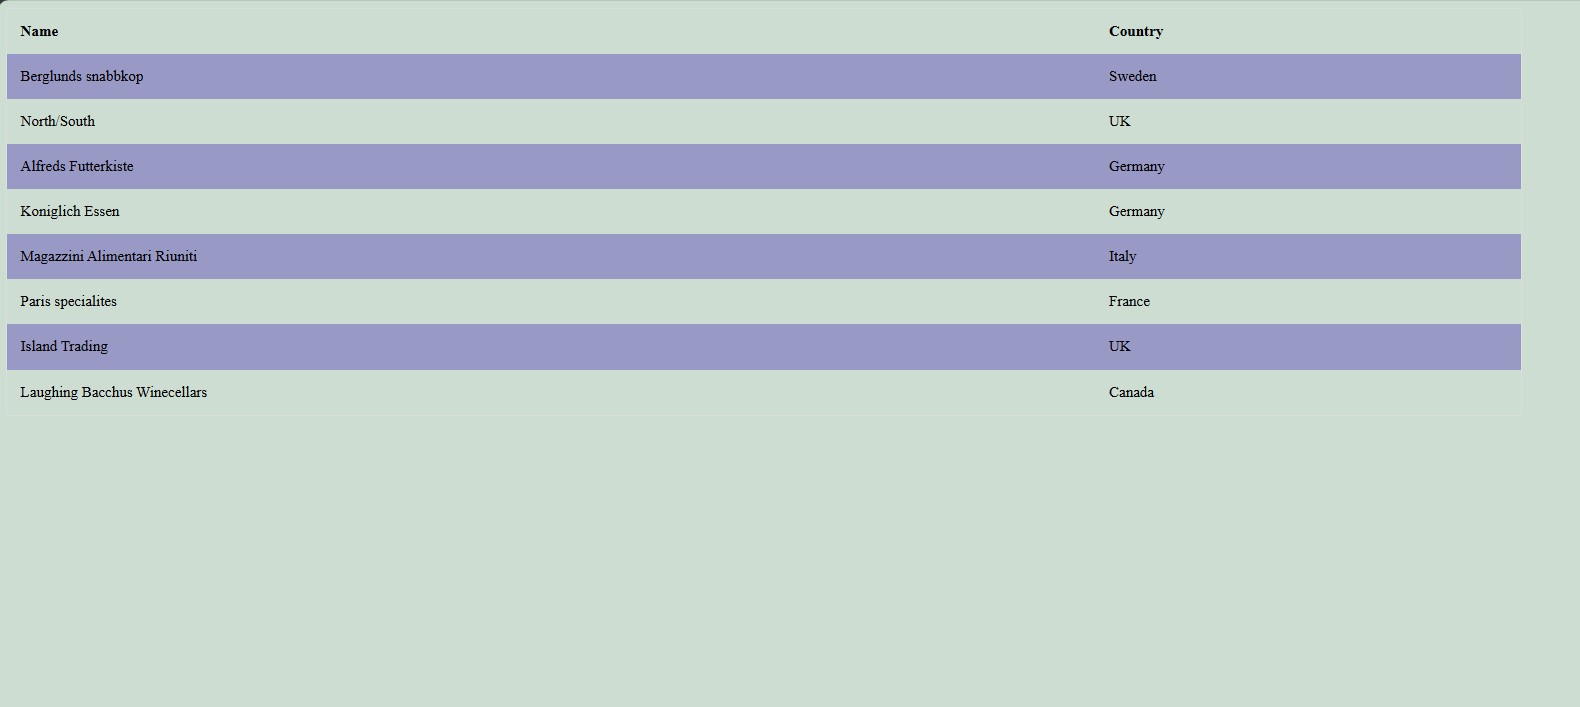 Name Country
Berglunds snabbkop Sweden
North/South UK
Alfreds Futterkiste Germany
Koniglich Essen Germany
Magazzini Alimentari Riuniti Italy
Paris specialites France
Island Trading UK
Laughing Bacchus Winecellars Canada